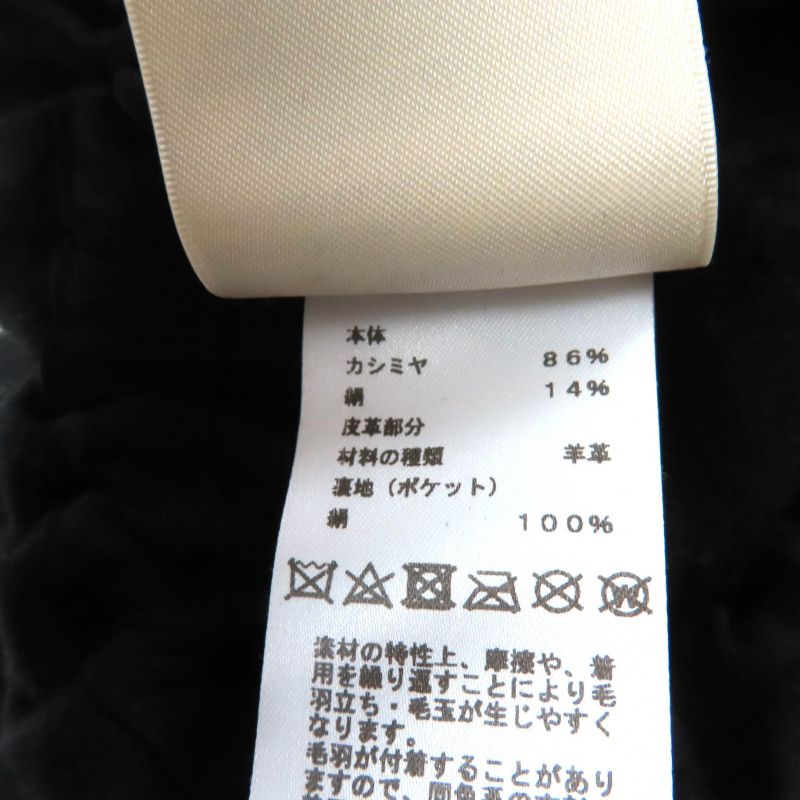 本体
カシミヤ 86%
絹 14%
皮革部分
材料の種類 羊革
裏地（ポケット）
絹 100%
素材の特性上、摩擦や、着
用を繰り返すことにより毛
羽立ち・毛玉が生じやすく
なります。
毛羽が付着することがあり
ますので、同色系の